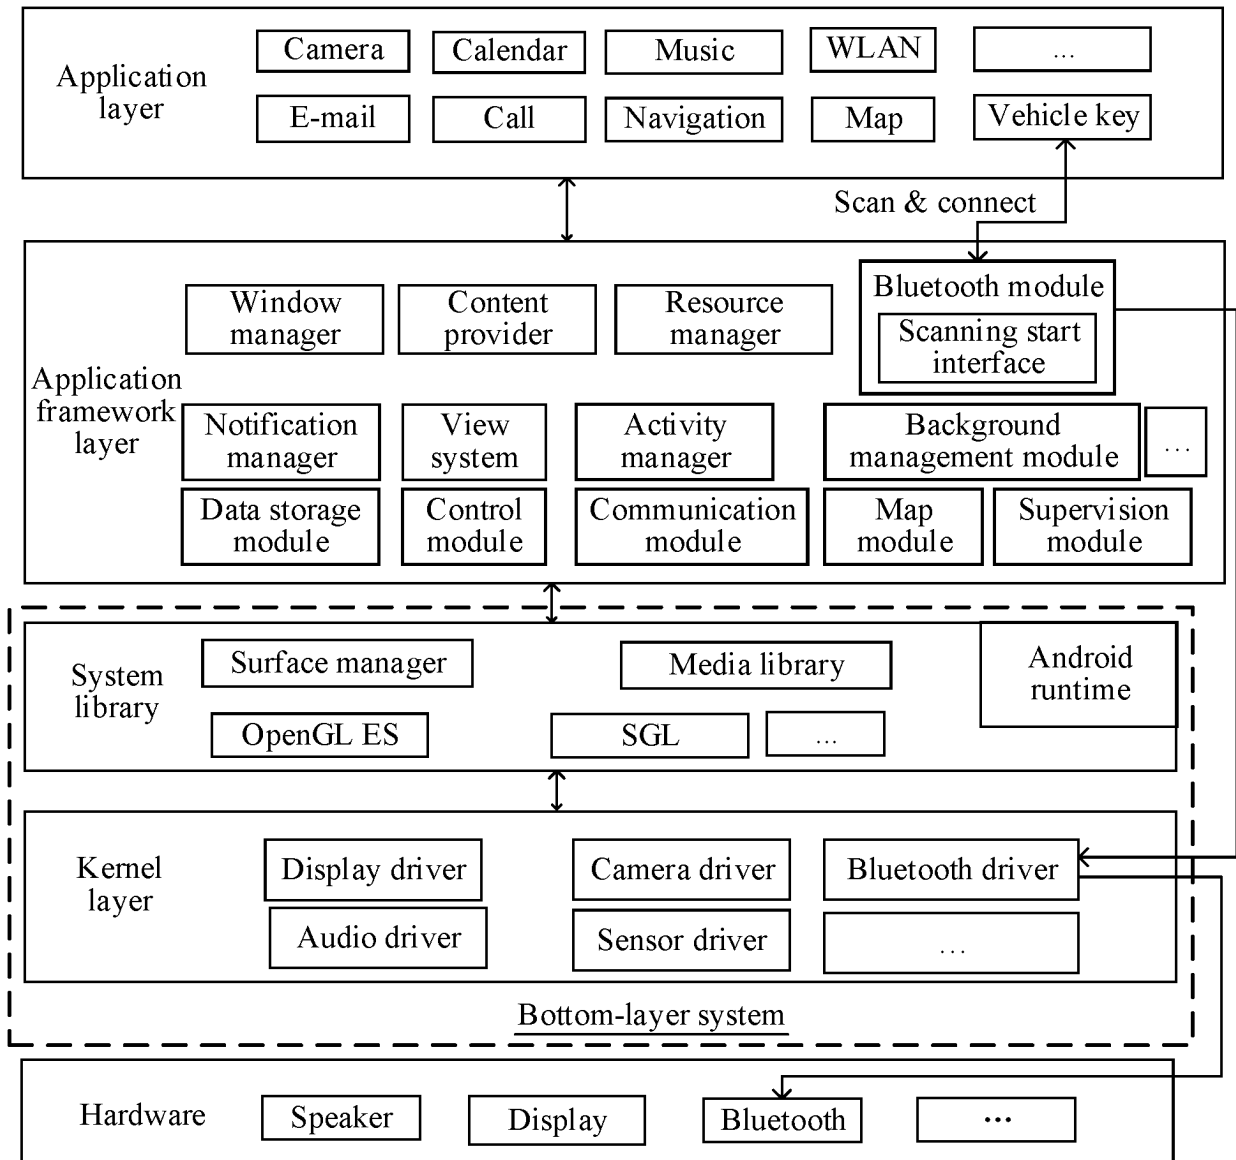 Application
layer
Camera
Calendar
Music
WLAN
...
E-mail
Call
Navigation
Map
Vehicle key
Scan & connect
Application
framework
layer
Window
manager
Content
provider
Resource
manager
Bluetooth module
Scanning start
interface
Notification
manager
View
system
Activity
manager
Background
management module
...
Data storage
module
Control
module
Communication
module
Map
module
Supervision
module
System
library
Surface manager
Media library
Android
runtime
OpenGL ES
SGL
...
Kernel
layer
Display driver
Camera driver
Bluetooth driver
Audio driver
Sensor driver
...
Bottom-layer system
Hardware
Speaker
Display
Bluetooth
...